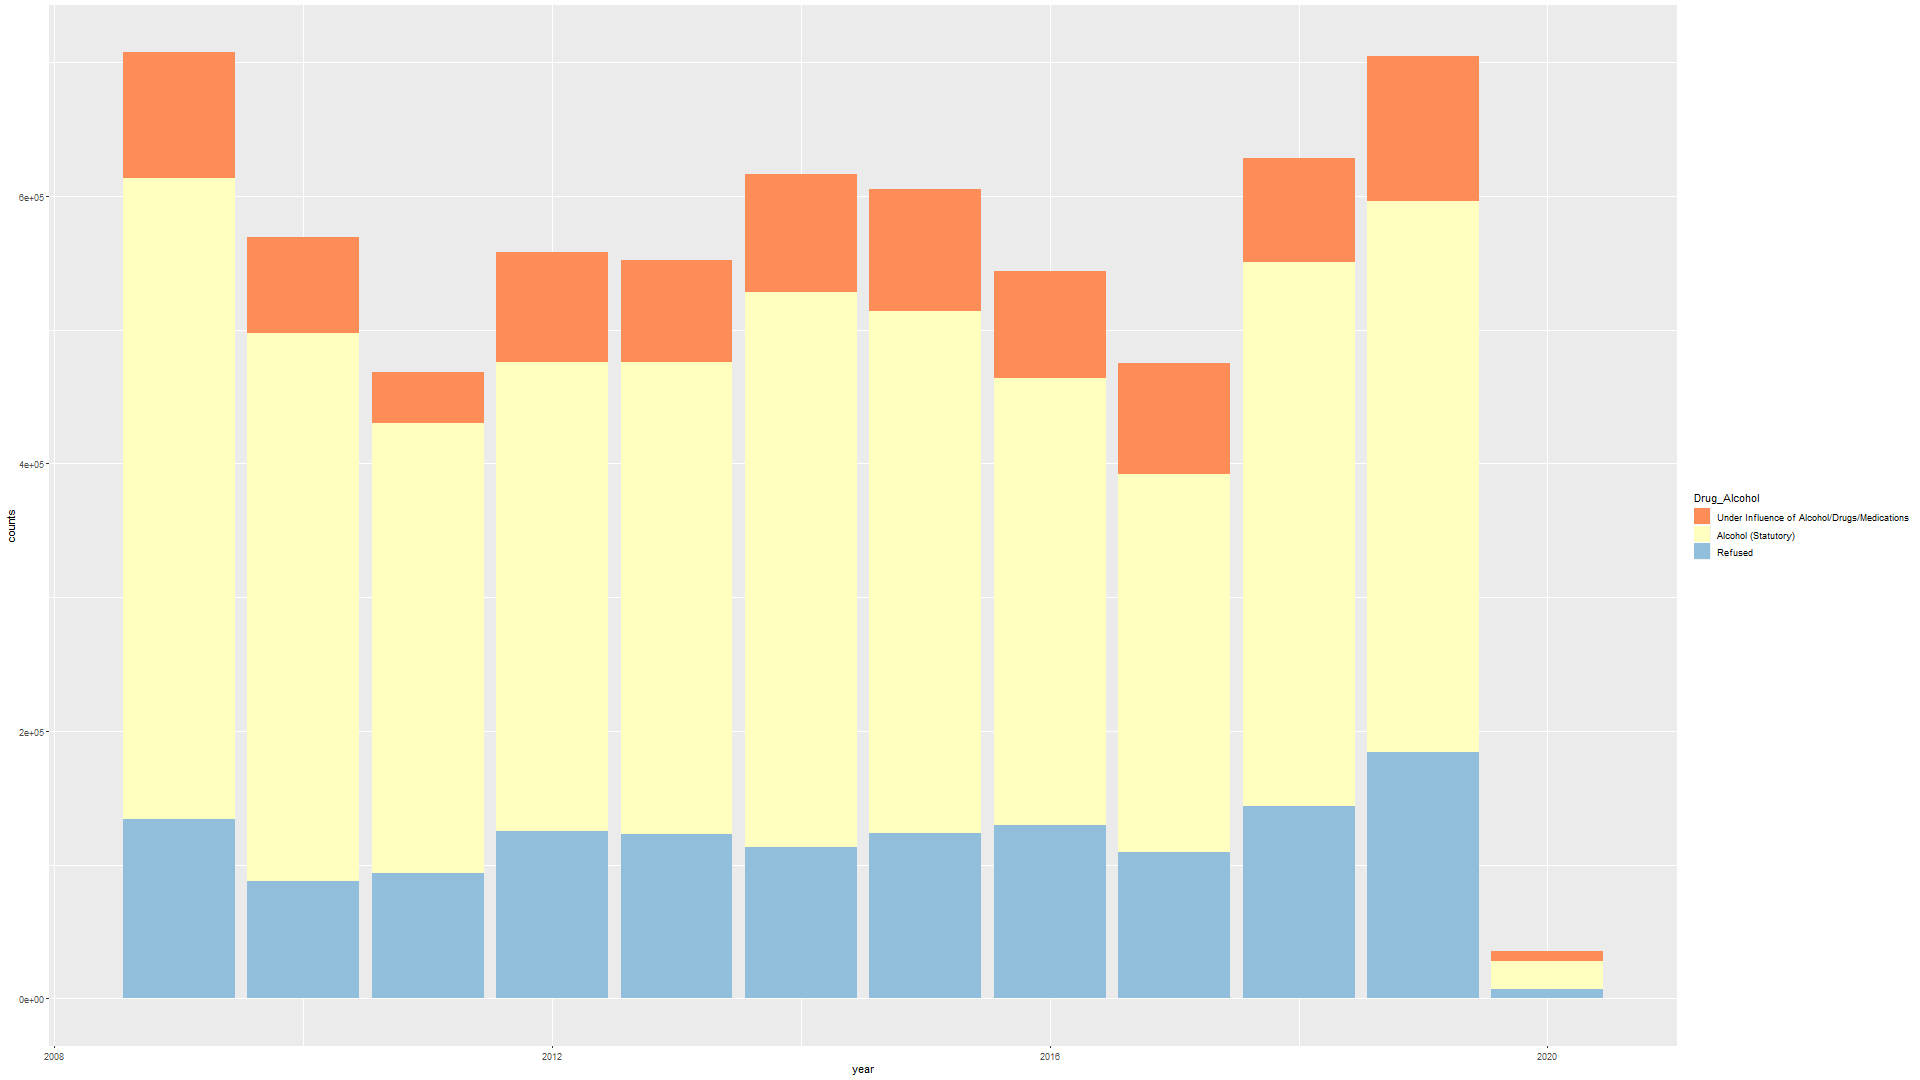 counts
6e+05
4e+05
2e+05
0e+00
2008
2012
2016
2020
year
Drug_Alcohol
Under Influence of Alcohol/Drugs/Medications
Alcohol (Statutory)
Refused